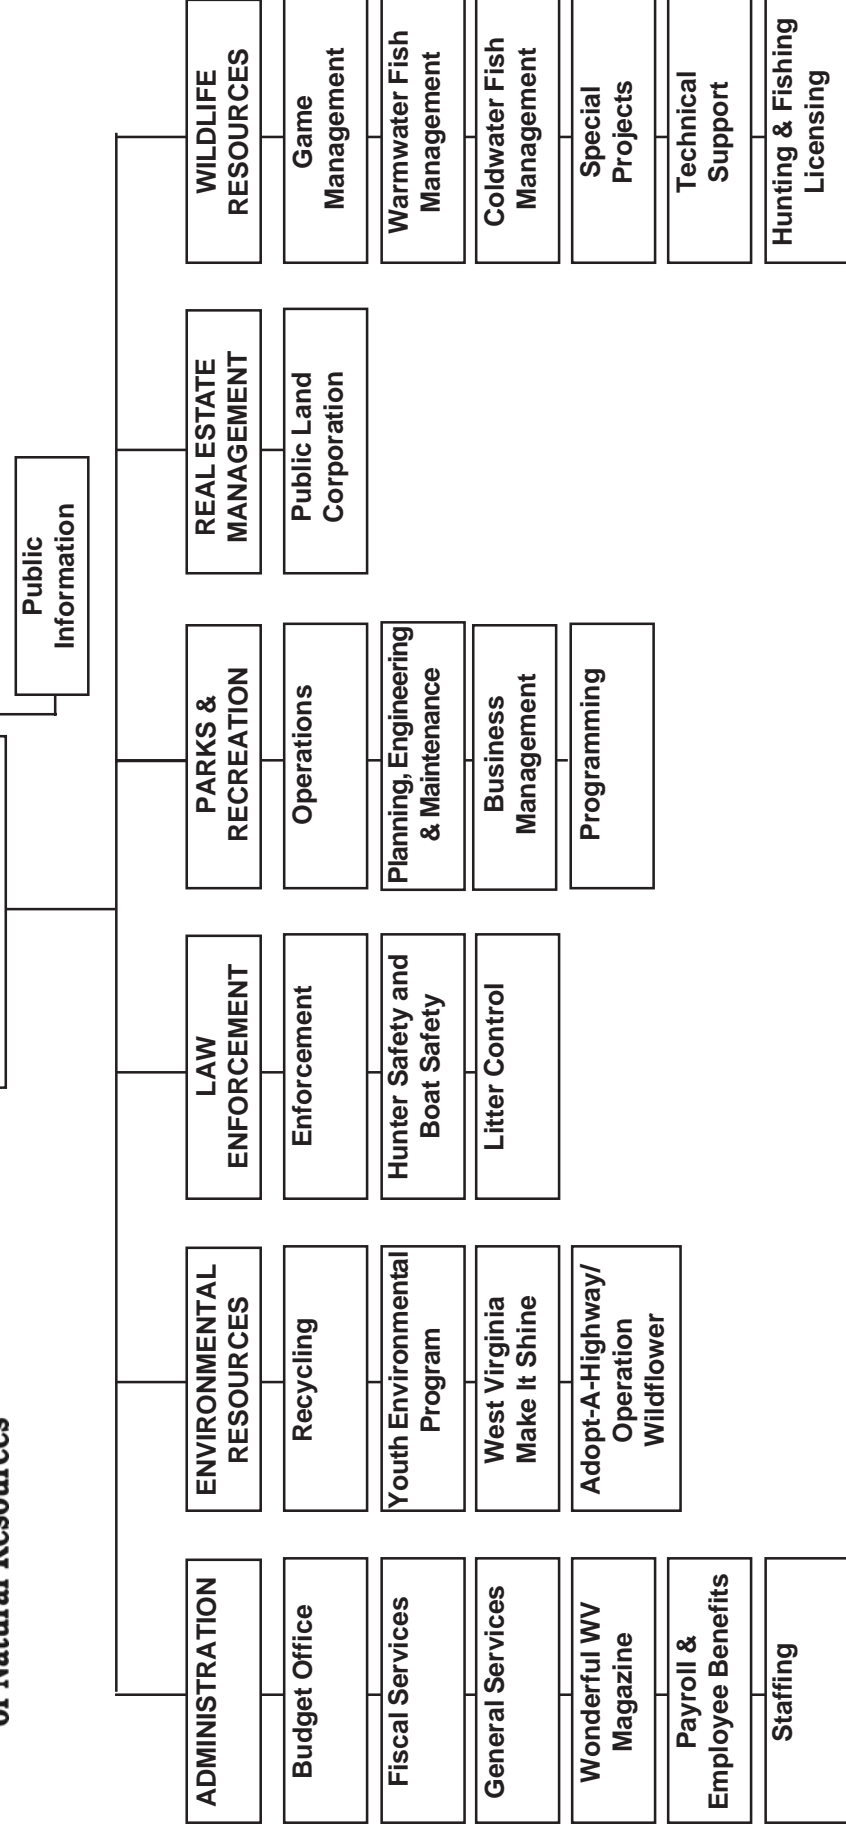 of Natural Resources
Public
Information
ADMINISTRATION
Budget Office
Fiscal Services
General Services
Wonderful WV
Magazine
Payroll &
Employee Benefits
Staffing
ENVIRONMENTAL
RESOURCES
Recycling
Youth Environmental
Program
West Virginia
Make It Shine
Adopt-A-Highway/
Operation
Wildflower
LAW
ENFORCEMENT
Enforcement
Hunter Safety and
Boat Safety
Litter Control
PARKS &
RECREATION
Operations
Planning, Engineering
& Maintenance
Business
Management
Programming
REAL ESTATE
MANAGEMENT
Public Land
Corporation
WILDLIFE
RESOURCES
Game
Management
Warmwater Fish
Management
Coldwater Fish
Management
Special
Projects
Technical
Support
Hunting & Fishing
Licensing